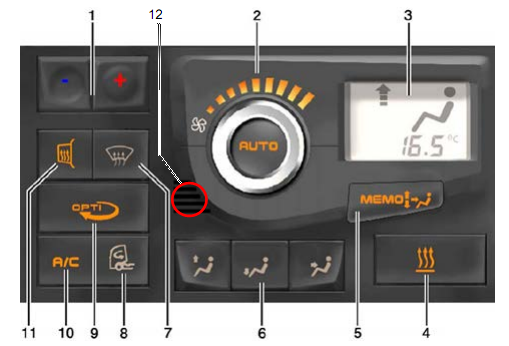 12
1
2
3
- +
AUTO
16.5 °C
OPTI
MEMO
A/C
11 7 5
10 9 8 6 4